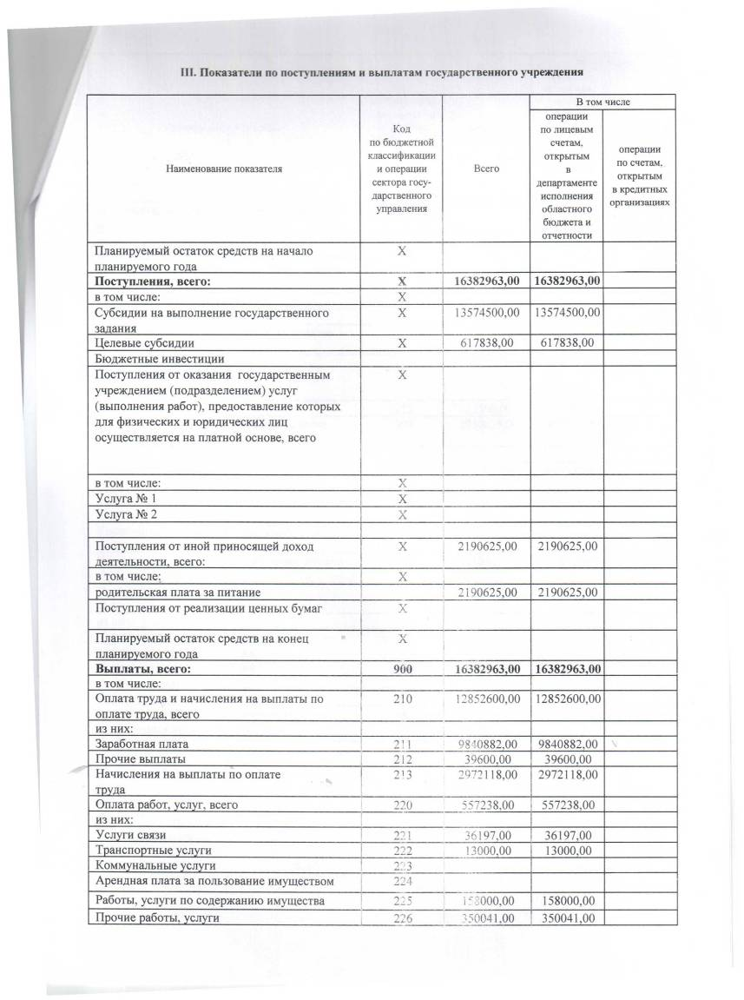 III. Показатели по поступлениям и выплатам государственного учреждения
Наименование показателя
Код
по бюджетной
классификации
и операции
сектора госу-
дарственного
управления
Всего
В том числе
операции
по лицевым
счетам,
открытым
в
департаменте
исполнения
областного
бюджета и
отчетности
операции
по счетам,
открытым
в кредитных
организациях
Планируемый остаток средств на начало X
планируемого года
Поступления, всего: X 16382963,00 16382963,00
в том числе: X
Субсидии на выполнение государственного X 13574500,00 13574500,00
задания
Целевые субсидии X 617838,00 617838,00
Бюджетные инвестиции
Поступления от оказания государственным X
учреждением (подразделением) услуг
(выполнения работ), предоставление которых
для физических и юридических лиц
осуществляется на платной основе, всего
в том числе: X
Услуга № 1 X
Услуга № 2 X
Поступления от иной приносящей доход X 2190625,00 2190625,00
деятельности, всего:
в том числе: X
родительская плата за питание 2190625,00 2190625,00
Поступления от реализации ценных бумаг X
Планируемый остаток средств на конец X
планируемого года
Выплаты, всего: 900 16382963,00 16382963,00
в том числе:
Оплата труда и начисления на выплаты по 210 12852600,00 12852600,00
оплате труда, всего
из них:
Заработная плата 211 9840882,00 9840882,00
Прочие выплаты 212 39600,00 39600,00
Начисления на выплаты по оплате 213 2972118,00 2972118,00
труда
Оплата работ, услуг, всего 220 557238,00 557238,00
из них:
Услуги связи 221 36197,00 36197,00
Транспортные услуги 222 13000,00 13000,00
Коммунальные услуги 223
Арендная плата за пользование имуществом 224
Работы, услуги по содержанию имущества 225 158000,00 158000,00
Прочие работы, услуги 226 350041,00 350041,00